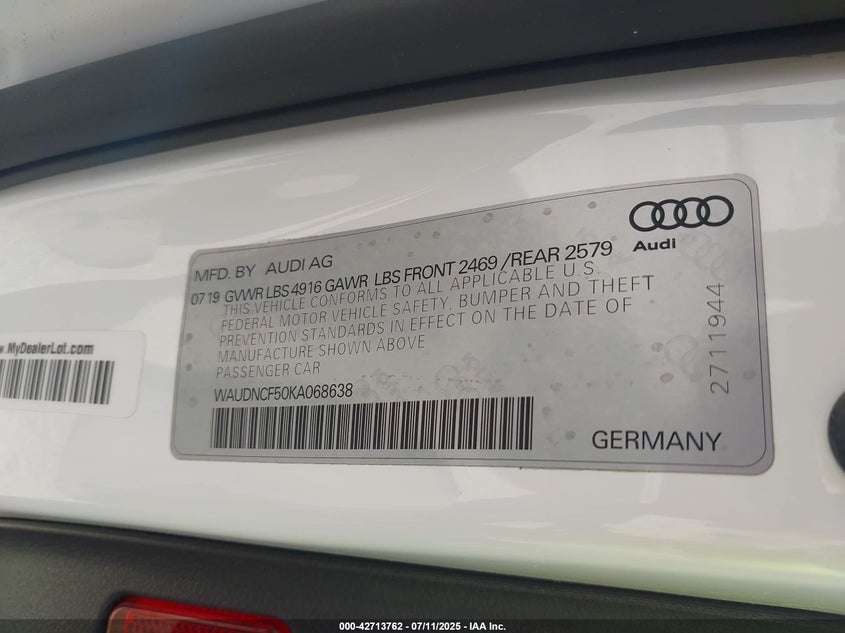 Audi
MFD. BY AUDI AG
07 19 GVWR LBS 4916 GAWR LBS FRONT 2469 / REAR 2579
THIS VEHICLE CONFORMS TO ALL APPLICABLE U.S.
FEDERAL MOTOR VEHICLE SAFETY, BUMPER AND THEFT
PREVENTION STANDARDS IN EFFECT ON THE DATE OF
MANUFACTURE SHOWN ABOVE
PASSENGER CAR
WAUDNCF50KA068638
GERMANY
2711944
.MyDealerLot.com
000-42713762 - 07/11/2025 - IAA Inc.